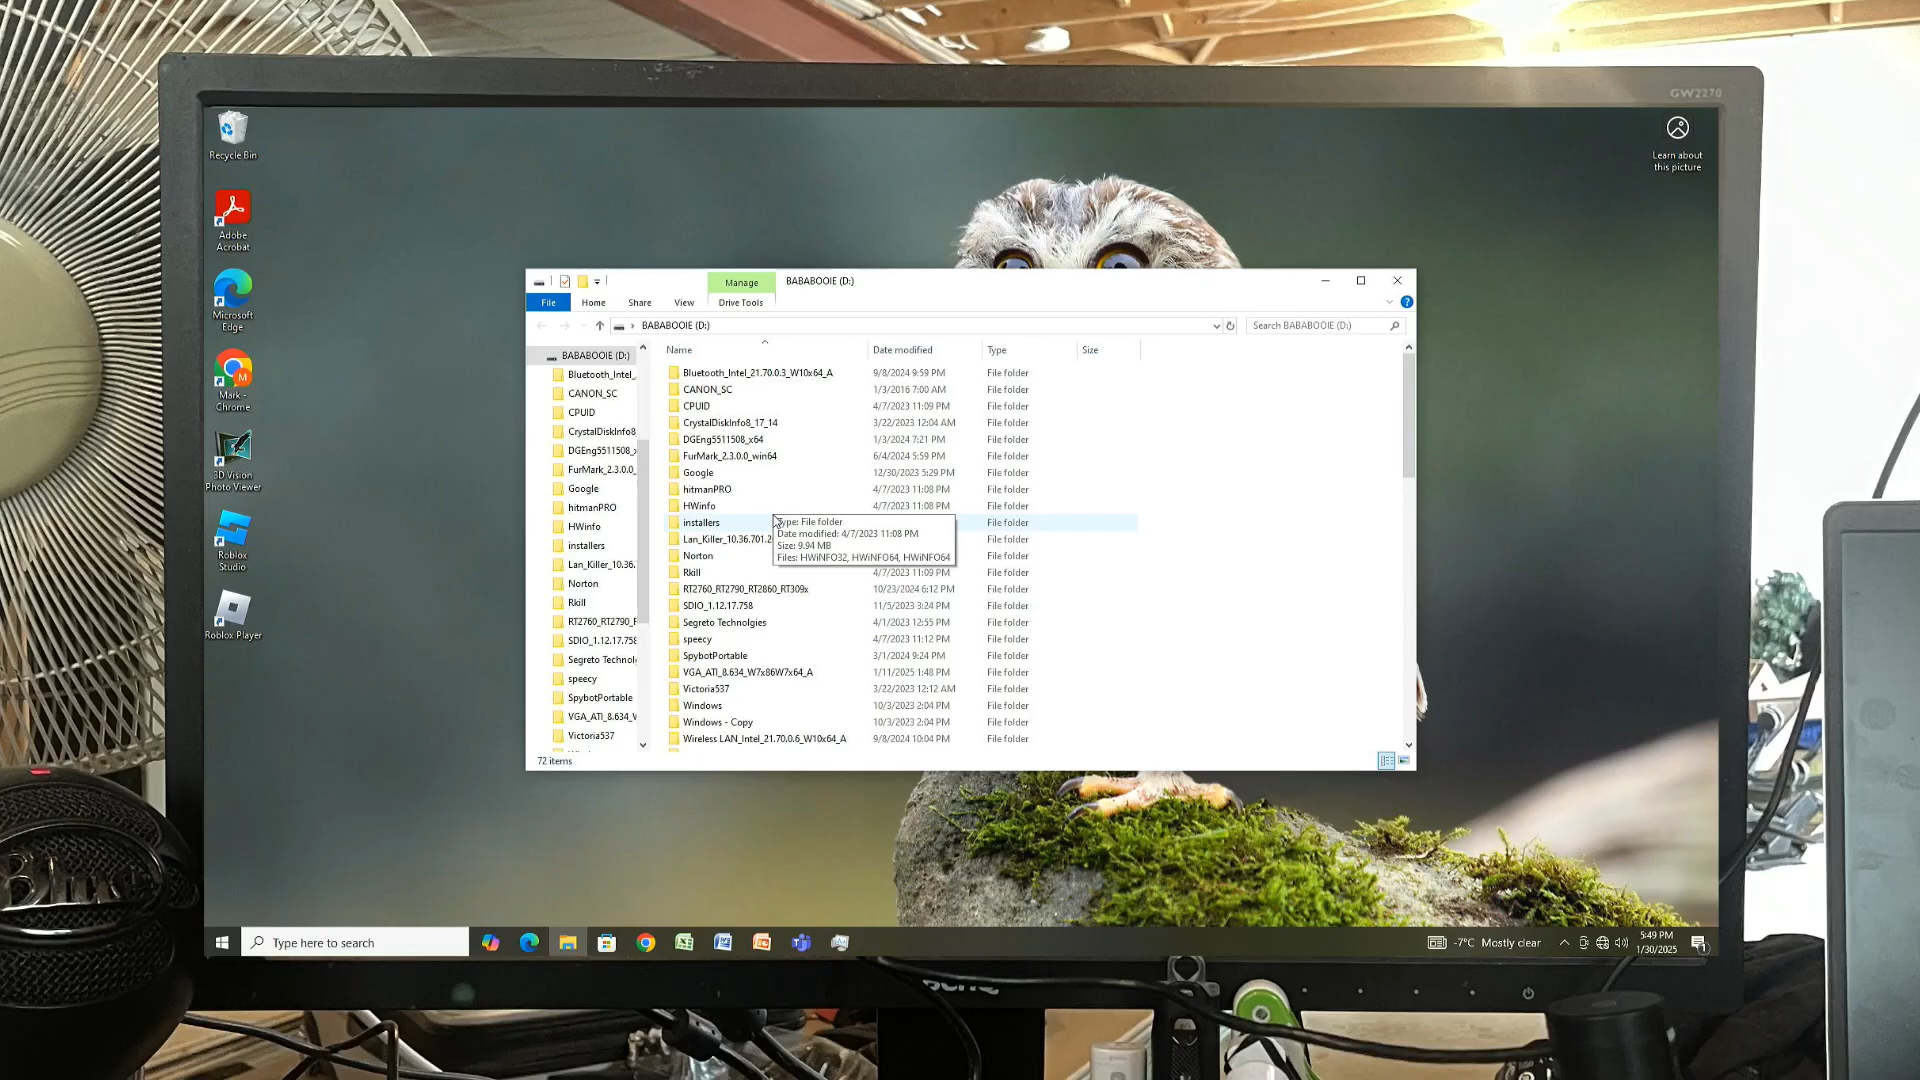 GW2270
Recycle Bin
Adobe
Acrobat
Microsoft
Edge
Mark -
Chrome
3D Vision
Photo Viewer
Roblox
Studio
Roblox Player
Learn about
this picture
Manage
BABABOOIE (D:)
File
Home
Share
View
Drive Tools
BABABOOIE (D:)
Search BABABOOIE (D:)
BABABOOIE (D:)
Bluetooth_Intel_
CANON_SC
CPUID
CrystalDiskInfo8
DGEng5511508_x
FurMark_2.3.0.0_
Google
hitmanPRO
HWinfo
installers
Lan_Killer_10.36.
Norton
Rkill
RT2760_RT2790_F
SDIO_1.12.17.758
Segreto Technol
speecy
SpybotPortable
VGA_ATI_8.634_W
Victoria537
Name Date modified Type Size
Bluetooth_Intel_21.70.0.3_W10x64_A 9/8/2024 9:59 PM File folder
CANON_SC 1/3/2016 7:00 AM File folder
CPUID 4/7/2023 11:09 PM File folder
CrystalDiskInfo8_17_14 3/22/2023 12:04 AM File folder
DGEng5511508_x64 1/3/2024 7:21 PM File folder
FurMark_2.3.0.0_win64 6/4/2024 5:59 PM File folder
Google 12/30/2023 5:29 PM File folder
hitmanPRO 4/7/2023 11:08 PM File folder
HWinfo 4/7/2023 11:08 PM File folder
installers File folder
Lan_Killer_10.36.701.2 File folder
Norton File folder
Rkill 4/7/2023 11:09 PM File folder
RT2760_RT2790_RT2860_RT309x 10/23/2024 6:12 PM File folder
SDIO_1.12.17.758 11/5/2023 3:24 PM File folder
Segreto Technolgies 4/1/2023 12:55 PM File folder
speecy 4/7/2023 11:12 PM File folder
SpybotPortable 3/1/2024 9:24 PM File folder
VGA_ATI_8.634_W7x86W7x64_A 1/11/2025 1:48 PM File folder
Victoria537 3/22/2023 12:12 AM File folder
Windows 10/3/2023 2:04 PM File folder
Windows - Copy 10/3/2023 2:04 PM File folder
Wireless LAN_Intel_21.70.0.6_W10x64_A 9/8/2024 10:04 PM File folder
Type: File folder
Date modified: 4/7/2023 11:08 PM
Size: 9.94 MB
Files: HWiNFO32, HWiNFO64, HWiNFO64
72 items
Type here to search
-7°C Mostly clear
5:49 PM
1/30/2025
1
BenQ
Blue